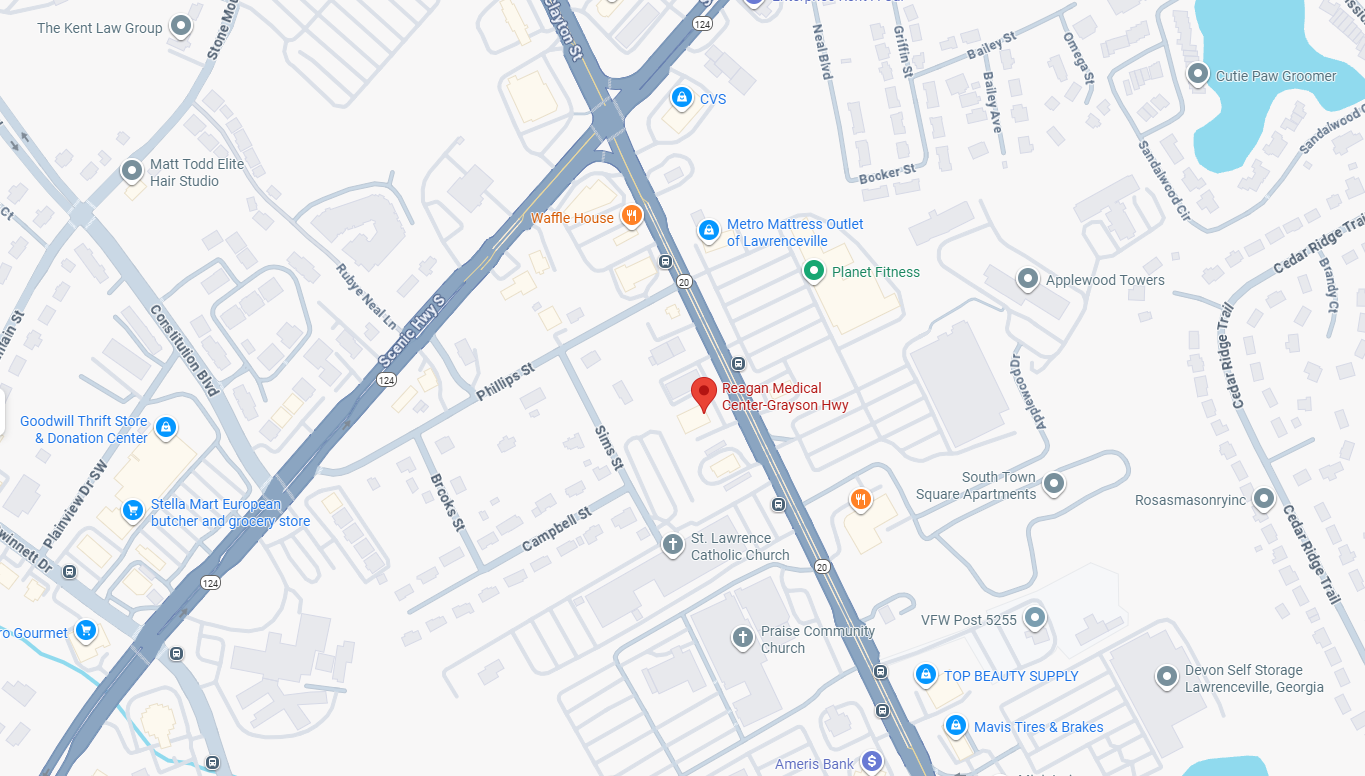 Enterprise Rent-A-Car
The Kent Law Group
Clayton St
124
Neal Blvd
Griffin St
Bailey St
Omega St
Bailey Ave
Cutie Paw Groomer
CVS
Matt Todd Elite
Hair Studio
Booker St
Sandalwood Cir
Ct
Waffle House
Metro Mattress Outlet
of Lawrenceville
Planet Fitness
Applewood Towers
Cedar Ridge Trail
Brandy Ct
20
Rubye Neal Ln
Constitution Blvd
Scenic Hwy S
124
Phillips St
Cedar Ridge Trail
Applewood Dr
Reagan Medical
Center-Grayson Hwy
Goodwill Thrift Store
& Donation Center
Sims St
Plainview Dr SW
Brooks St
South Town
Square Apartments
Rosasmasonryinc
Stella Mart European
butcher and grocery store
Campbell St
St. Lawrence
Catholic Church
Cedar Ridge Trail
winnett Dr
124
20
ro Gourmet
Praise Community
Church
VFW Post 5255
TOP BEAUTY SUPPLY
Devon Self Storage
Lawrenceville, Georgia
Mavis Tires & Brakes
Ameris Bank
$